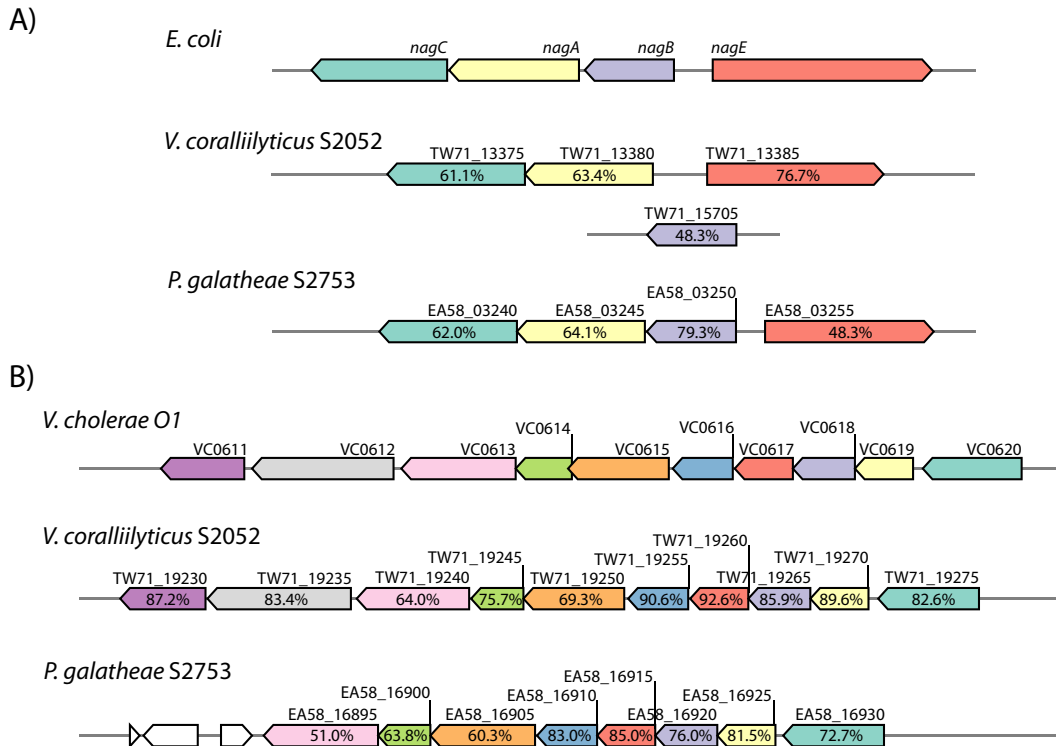 A)
E. coli
nagC nagA nagB nagE
V. coralliilyticus S2052
TW71_13375 TW71_13380 TW71_13385
61.1% 63.4% 76.7%
TW71_15705
48.3%
P. galatheae S2753
EA58_03250
EA58_03240 EA58_03245 EA58_03255
62.0% 64.1% 79.3% 48.3%
B)
V. cholerae O1
VC0614 VC0616 VC0618
VC0611 VC0612 VC0613 VC0615 VC0617 VC0619 VC0620
V. coralliilyticus S2052
TW71_19260
TW71_19245 TW71_19255 TW71_19270
TW71_19230 TW71_19235 TW71_19240 TW71_19250 TW71_19265 TW71_19275
87.2% 83.4% 64.0% 75.7% 69.3% 90.6% 92.6% 85.9% 89.6% 82.6%
P. galatheae S2753
EA58_16915
EA58_16900 EA58_16910 EA58_16925
EA58_16895 EA58_16905 EA58_16920 EA58_16930
51.0% 63.8% 60.3% 83.0% 85.0% 76.0% 81.5% 72.7%